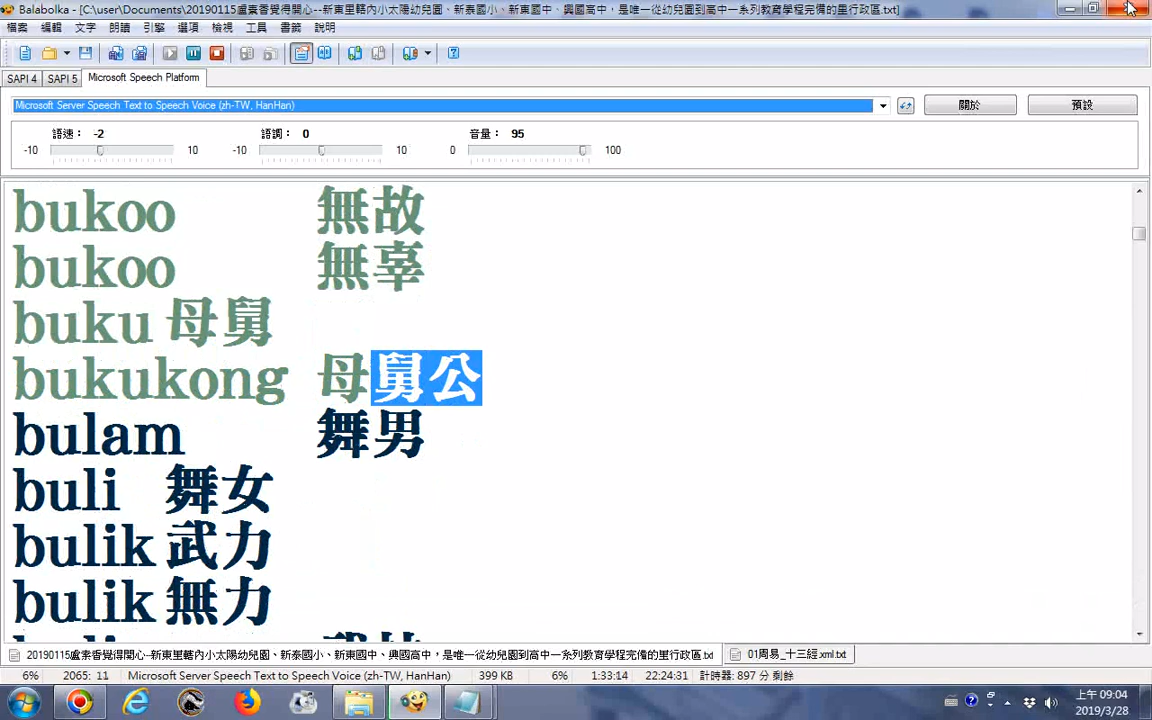 Balabolka - [C:\user\Documents\20190115盧素香覺得開心--新東里轄內小太陽幼兒園、新泰國小、新東國中、興國高中，是唯一從幼兒園到高中一系列教育學程完備的里行政區.txt]
檔案 編輯 文字 朗讀 引擎 選項 檢視 工具 書籤 說明
SAPI 4 SAPI 5 Microsoft Speech Platform
Microsoft Server Speech Text to Speech Voice (zh-TW, HanHan) 關於 預設
語速： -2 語調： 0 音量： 95
-10 10 -10 10 0 100
bukoo 無故
bukoo 無辜
buku 母舅
bukukong 母舅公
bulam 舞男
buli 舞女
bulik 武力
bulik 無力
20190115盧素香覺得開心--新東里轄內小太陽幼兒園、新泰國小、新東國中、興國高中，是唯一從幼兒園到高中一系列教育學程完備的里行政區.txt 01周易_十三經.xml.txt
6% 2065: 11 Microsoft Server Speech Text to Speech Voice (zh-TW, HanHan) 399 KB 6% 1:33:14 22:24:31 計時器: 897 分 剩餘
上午 09:04
2019/3/28